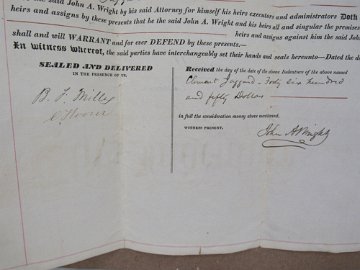 said John A. Wright by his said Attorney for himself his heirs executors and administrators Doth
heirs and assigns by these presents that he the said John A. Wright and his heirs all and singular the premises
heirs and assigns against him the said John
shall and will WARRANT and for ever DEFEND by these presents,—
In witness whereof, the said parties have interchangeably set their hands and seals hereunto—Dated the d
SEALED AND DELIVERED
IN THE PRESENCE OF US,
B. F. Miller
Received the day of the date of the above Indenture of the above named
Forty six hundred
and fifty Dollars
in full the consideration money above mentioned.
WITNESS PRESENT,
John A Wright